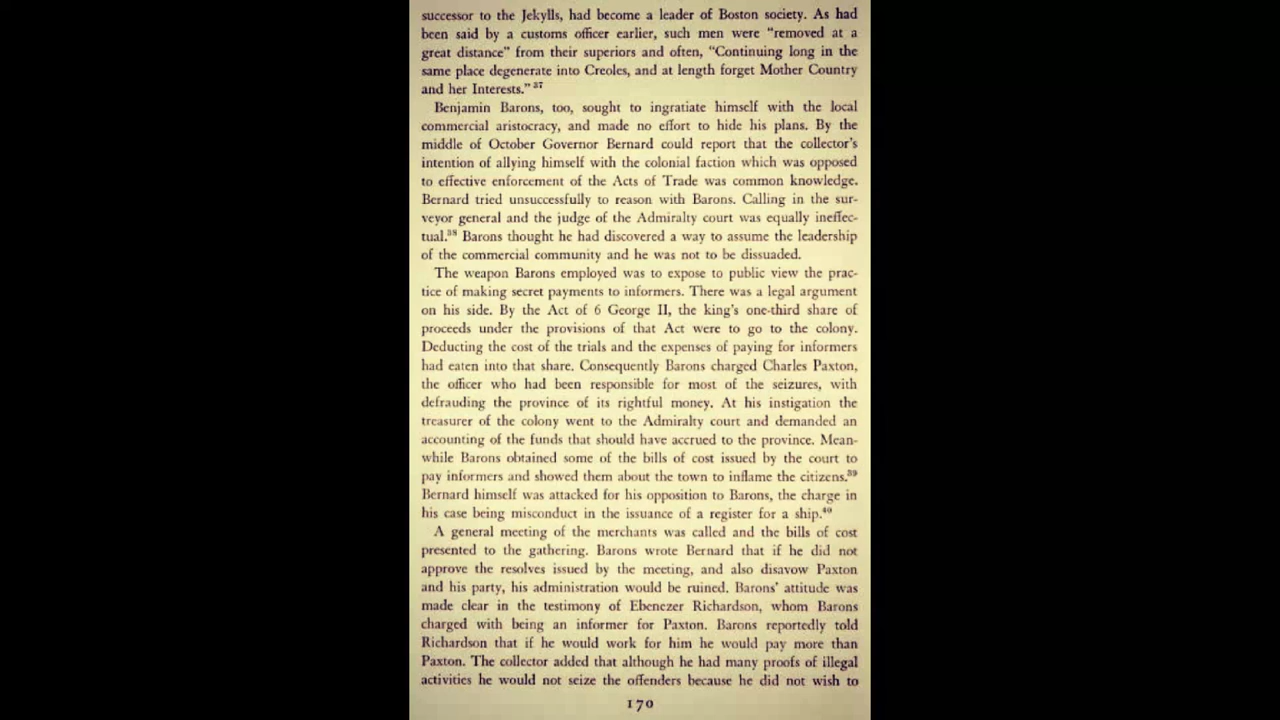 successor to the Jekylls, had become a leader of Boston society. As had
been said by a customs officer earlier, such men were “removed at a
great distance” from their superiors and often, “Continuing long in the
same place degenerate into Creoles, and at length forget Mother Country
and her Interests.” 37
Benjamin Barons, too, sought to ingratiate himself with the local
commercial aristocracy, and made no effort to hide his plans. By the
middle of October Governor Bernard could report that the collector’s
intention of allying himself with the colonial faction which was opposed
to effective enforcement of the Acts of Trade was common knowledge.
Bernard tried unsuccessfully to reason with Barons. Calling in the sur-
veyor general and the judge of the Admiralty court was equally ineffec-
tual.38 Barons thought he had discovered a way to assume the leadership
of the commercial community and he was not to be dissuaded.
The weapon Barons employed was to expose to public view the prac-
tice of making secret payments to informers. There was a legal argument
on his side. By the Act of 6 George II, the king’s one-third share of
proceeds under the provisions of that Act were to go to the colony.
Deducting the cost of the trials and the expenses of paying for informers
had eaten into that share. Consequently Barons charged Charles Paxton,
the officer who had been responsible for most of the seizures, with
defrauding the province of its rightful money. At his instigation the
treasurer of the colony went to the Admiralty court and demanded an
accounting of the funds that should have accrued to the province. Mean-
while Barons obtained some of the bills of cost issued by the court to
pay informers and showed them about the town to inflame the citizens.39
Bernard himself was attacked for his opposition to Barons, the charge in
his case being misconduct in the issuance of a register for a ship.40
A general meeting of the merchants was called and the bills of cost
presented to the gathering. Barons wrote Bernard that if he did not
approve the resolves issued by the meeting, and also disavow Paxton
and his party, his administration would be ruined. Barons’ attitude was
made clear in the testimony of Ebenezer Richardson, whom Barons
charged with being an informer for Paxton. Barons reportedly told
Richardson that if he would work for him he would pay more than
Paxton. The collector added that although he had many proofs of illegal
activities he would not seize the offenders because he did not wish to
170